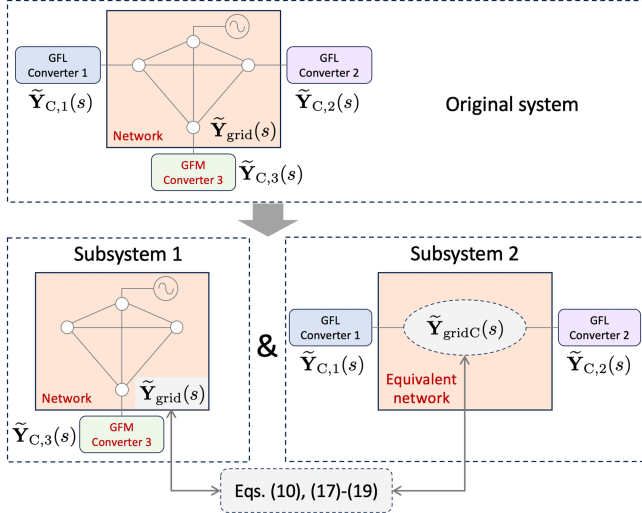 GFL
Converter 1
Ỹ_C,1(s)
Network
Ỹ_grid(s)
GFL
Converter 2
Ỹ_C,2(s)
GFM
Converter 3
Ỹ_C,3(s)
Original system
Subsystem 1
Network
Ỹ_grid(s)
Ỹ_C,3(s)
GFM
Converter 3
&
Subsystem 2
GFL
Converter 1
Ỹ_C,1(s)
Ỹ_gridC(s)
Equivalent
network
GFL
Converter 2
Ỹ_C,2(s)
Eqs. (10), (17)-(19)